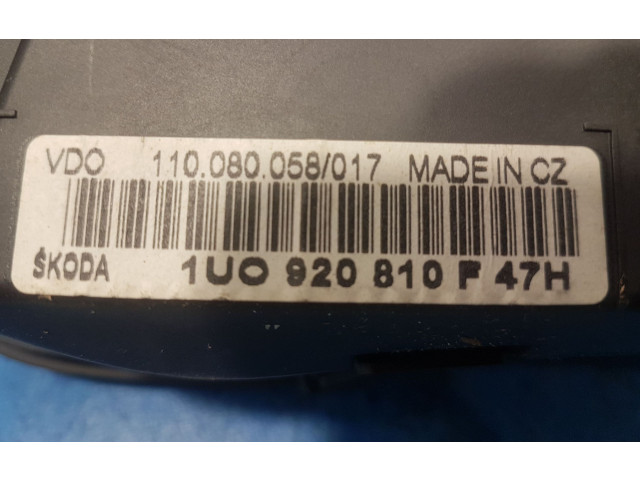 VDO 110.080.058/017 MADE IN CZ
ŠKODA 1U0 920 810 F 47H